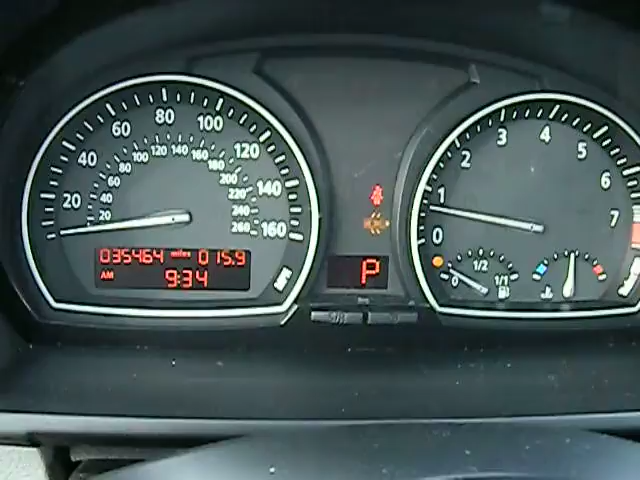 20 40 60 80 100 120 140 160
20 40 60 80 100 120 140 160 180 200 220 240 260
035464 miles 015.9
AM 9:34
P
0 1 2 3 4 5 6 7
0 1/2 1/1